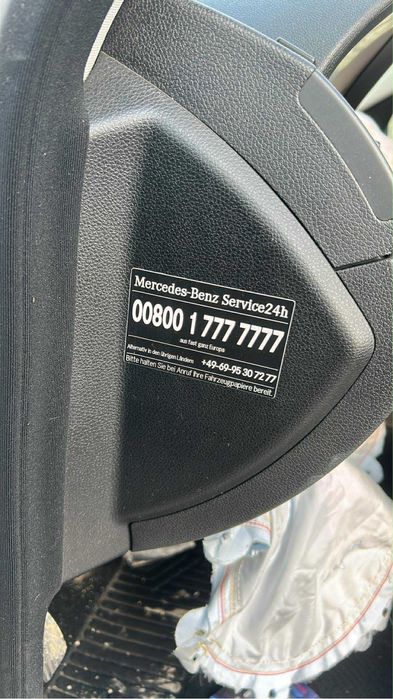 Mercedes-Benz Service24h
00800 1 777 7777
aus fast ganz Europa
Alternativ in den übrigen Ländern +49-69-95 30 72 77
Bitte halten Sie bei Anruf Ihre Fahrzeugpapiere bereit